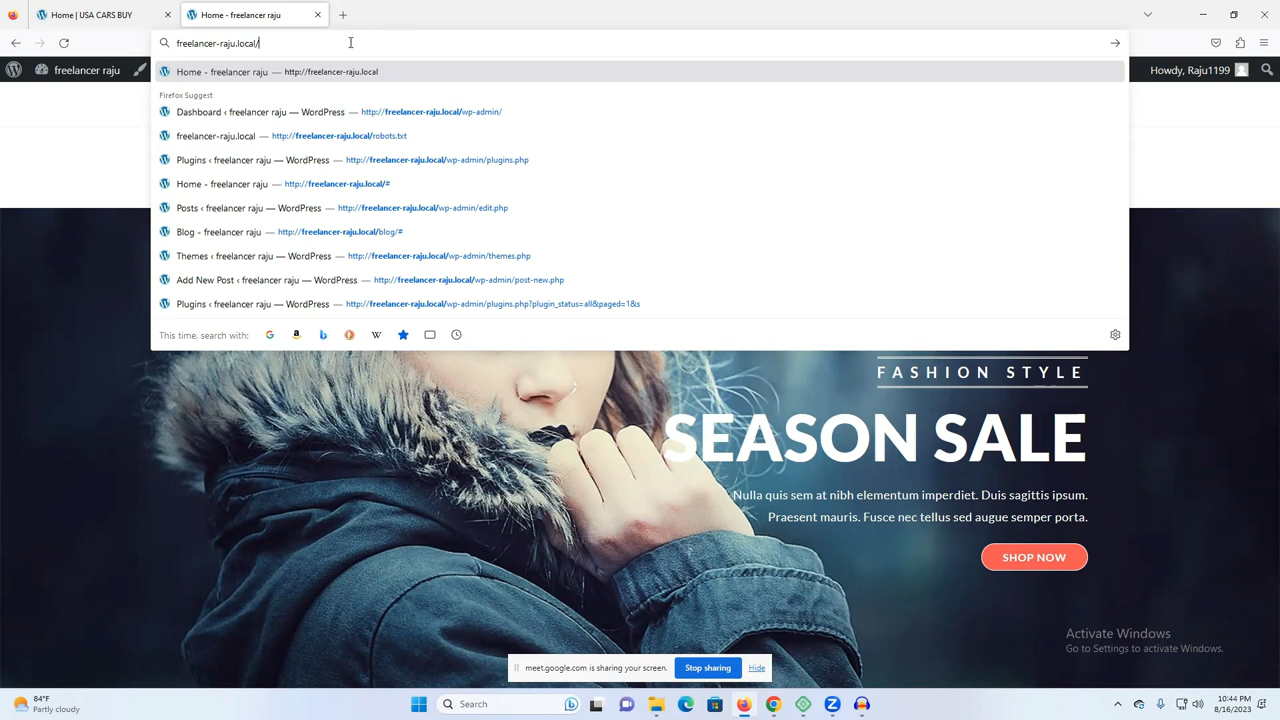 Home | USA CARS BUY
Home - freelancer raju
freelancer-raju.local/
freelancer raju
Howdy, Raju1199
Home - freelancer raju — http://freelancer-raju.local
Firefox Suggest
Dashboard ‹ freelancer raju — WordPress — http://freelancer-raju.local/wp-admin/
freelancer-raju.local — http://freelancer-raju.local/robots.txt
Plugins ‹ freelancer raju — WordPress — http://freelancer-raju.local/wp-admin/plugins.php
Home - freelancer raju — http://freelancer-raju.local/#
Posts ‹ freelancer raju — WordPress — http://freelancer-raju.local/wp-admin/edit.php
Blog - freelancer raju — http://freelancer-raju.local/blog/#
Themes ‹ freelancer raju — WordPress — http://freelancer-raju.local/wp-admin/themes.php
Add New Post ‹ freelancer raju — WordPress — http://freelancer-raju.local/wp-admin/post-new.php
Plugins ‹ freelancer raju — WordPress — http://freelancer-raju.local/wp-admin/plugins.php?plugin_status=all&paged=1&s
This time, search with:
FASHION STYLE
SEASON SALE
Nulla quis sem at nibh elementum imperdiet. Duis sagittis ipsum.
Praesent mauris. Fusce nec tellus sed augue semper porta.
SHOP NOW
Activate Windows
Go to Settings to activate Windows.
meet.google.com is sharing your screen.
Stop sharing
Hide
84°F
Partly cloudy
Search
10:44 PM
8/16/2023